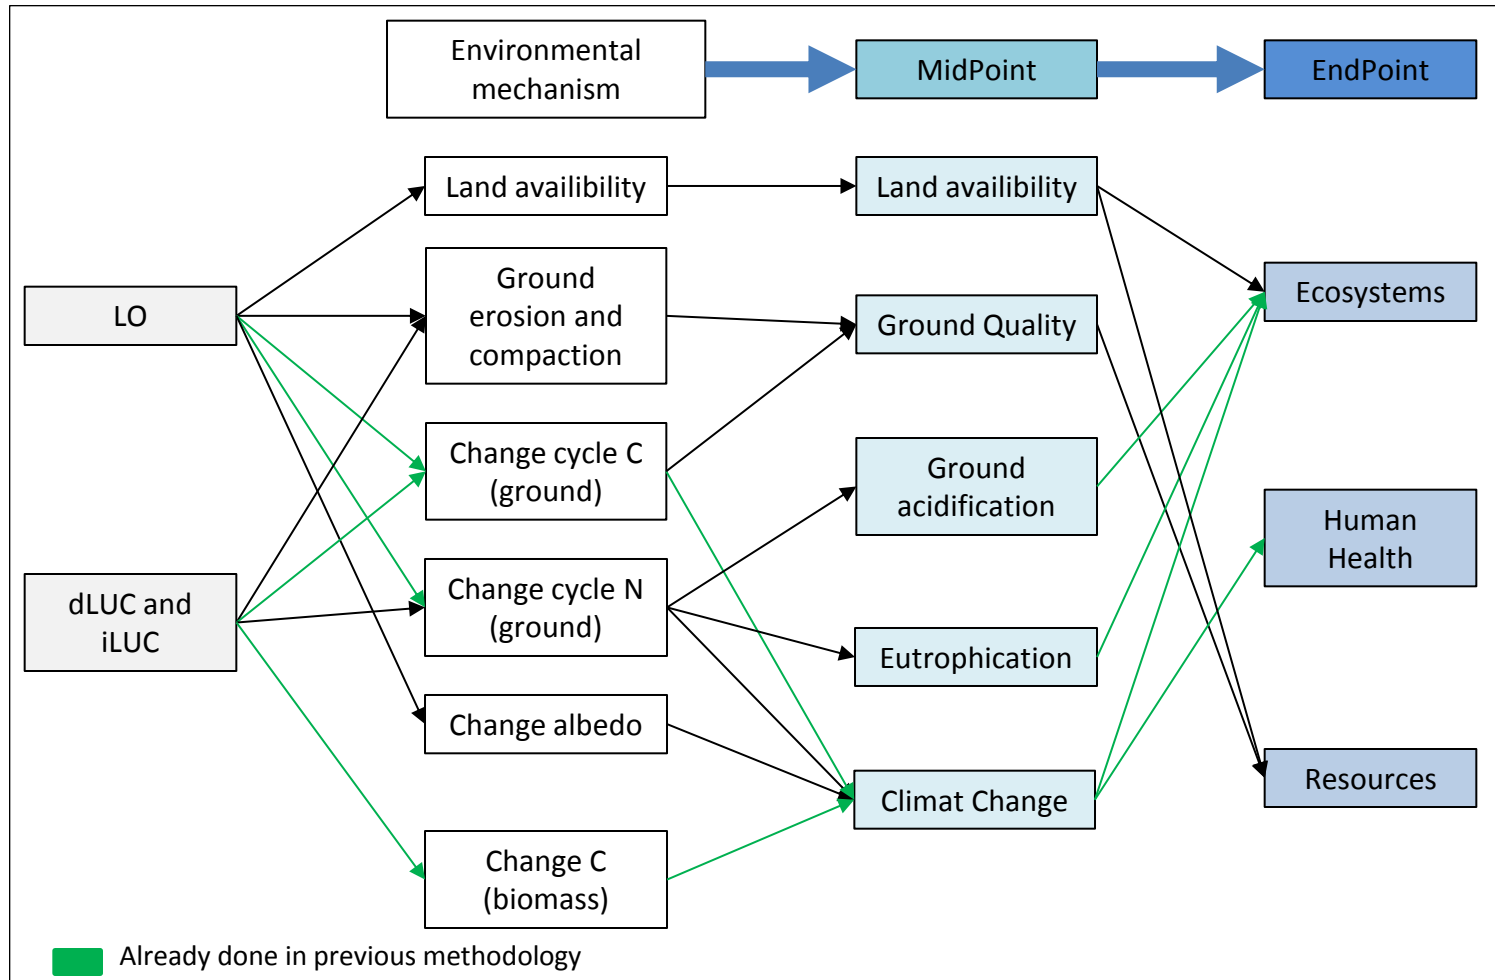 Environmental
mechanism
MidPoint
EndPoint
Land availibility
Land availibility
Ground
erosion and
compaction
Ecosystems
LO
Ground Quality
Change cycle C
(ground)
Ground
acidification
Human
Health
dLUC and
iLUC
Change cycle N
(ground)
Eutrophication
Change albedo
Climat Change
Resources
Change C
(biomass)
Already done in previous methodology